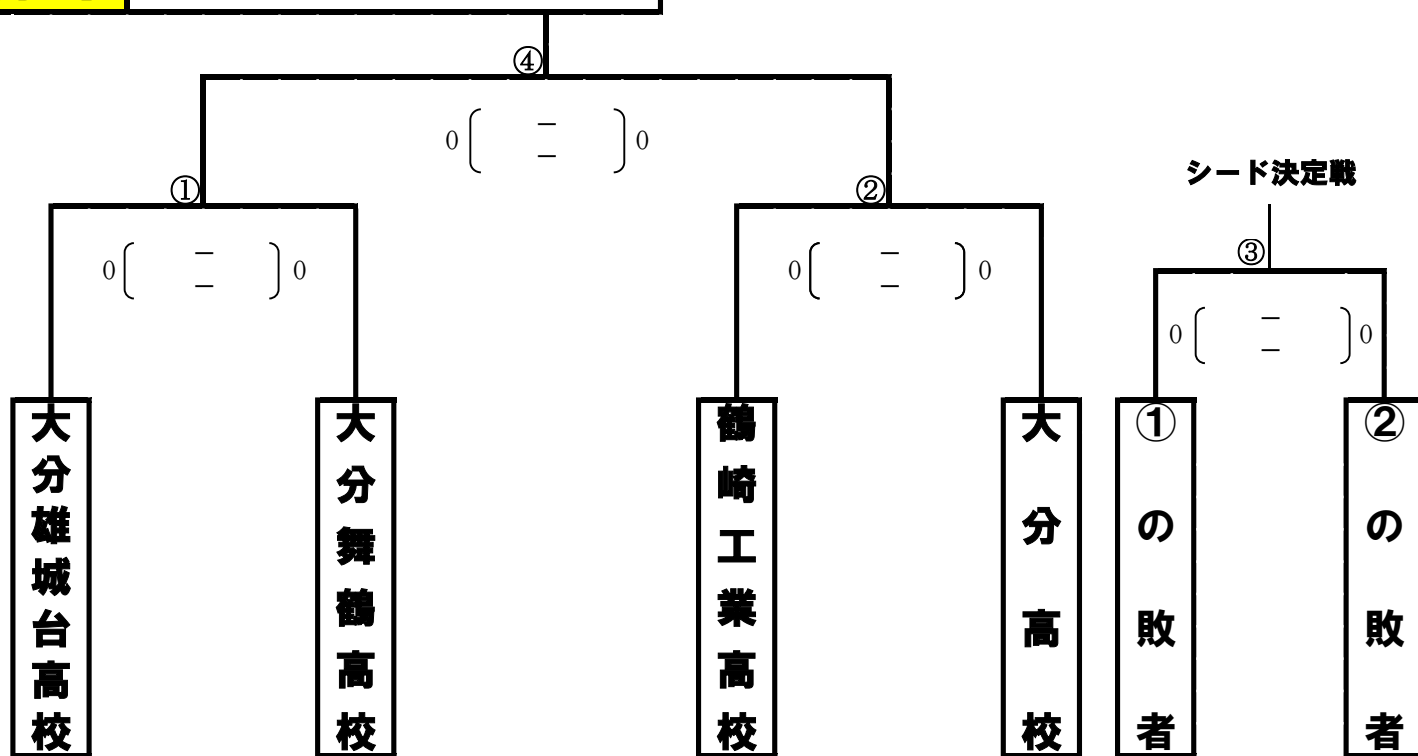 ④
0 ( － － ) 0
シード決定戦
①
②
③
0 ( － － ) 0
0 ( － － ) 0
0 ( － － ) 0
大分雄城台高校
大分舞鶴高校
鶴崎工業高校
大分高校
①の敗者
②の敗者